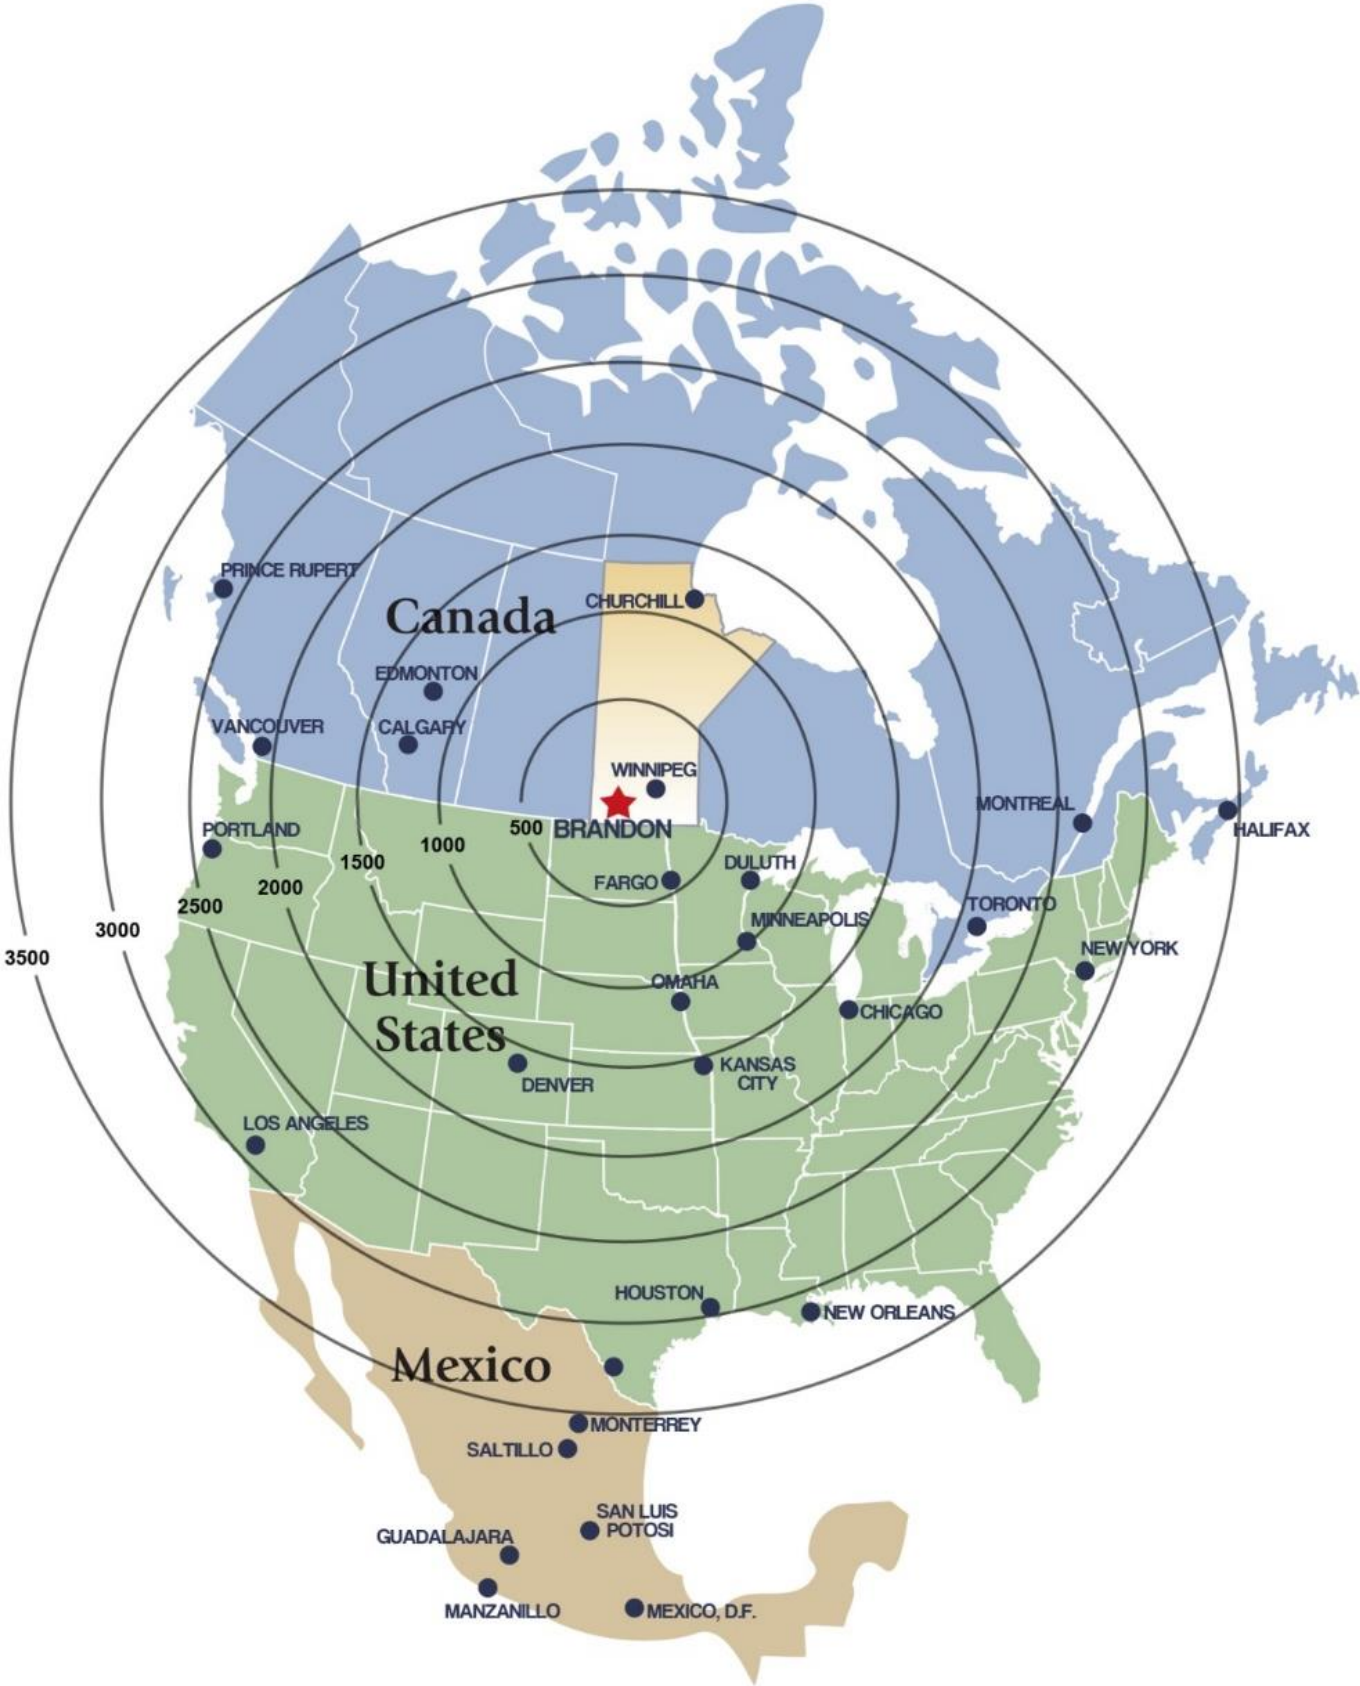 PRINCE RUPERT
Canada
CHURCHILL
EDMONTON
VANCOUVER
CALGARY
WINNIPEG
MONTREAL
HALIFAX
PORTLAND
500
BRANDON
1000
1500
DULUTH
FARGO
2000
2500
TORONTO
MINNEAPOLIS
3000
NEW YORK
3500
United
States
OMAHA
CHICAGO
DENVER
KANSAS
CITY
LOS ANGELES
HOUSTON
NEW ORLEANS
Mexico
MONTERREY
SALTILLO
SAN LUIS
POTOSI
GUADALAJARA
MANZANILLO
MEXICO, D.F.